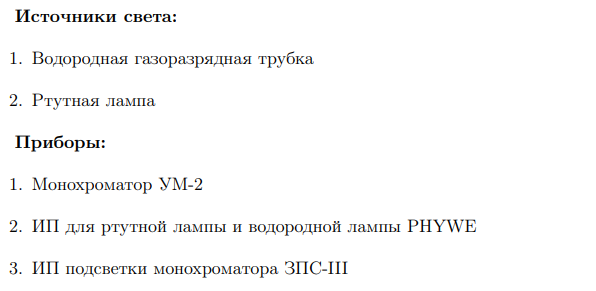 Источники света:
1. Водородная газоразрядная трубка
2. Ртутная лампа
Приборы:
1. Монохроматор УМ-2
2. ИП для ртутной лампы и водородной лампы PHYWE
3. ИП подсветки монохроматора ЗПС-III